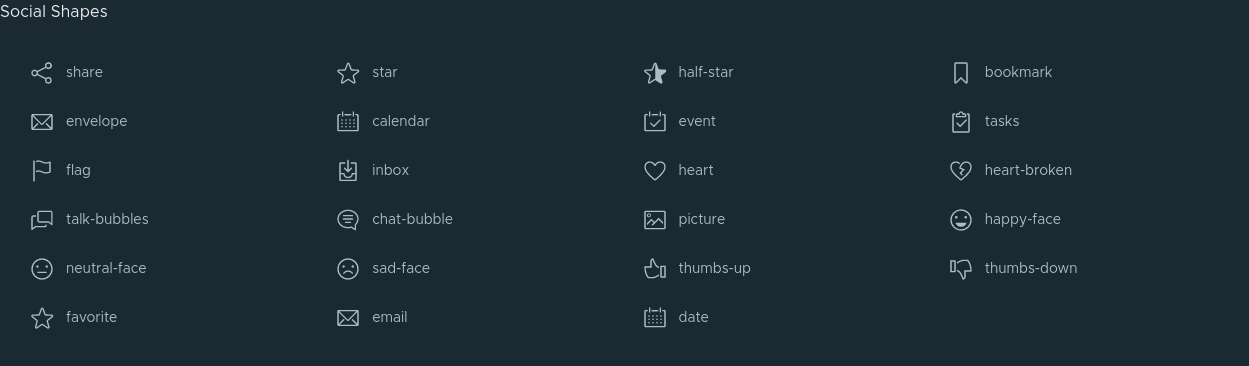 Social Shapes
share star half-star bookmark
envelope calendar event tasks
flag inbox heart heart-broken
talk-bubbles chat-bubble picture happy-face
neutral-face sad-face thumbs-up thumbs-down
favorite email date